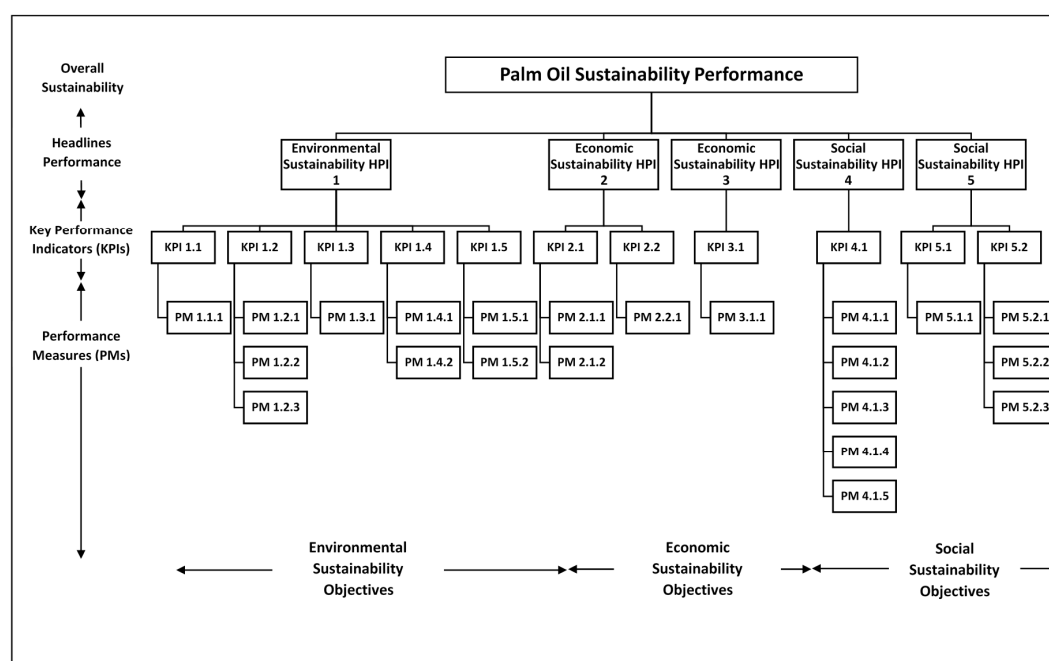 Overall
Sustainability
Palm Oil Sustainability Performance
Headlines
Performance
Environmental
Sustainability HPI
1
Economic
Sustainability HPI
2
Economic
Sustainability HPI
3
Social
Sustainability HPI
4
Social
Sustainability HPI
5
Key Performance
Indicators (KPIs)
KPI 1.1
KPI 1.2
KPI 1.3
KPI 1.4
KPI 1.5
KPI 2.1
KPI 2.2
KPI 3.1
KPI 4.1
KPI 5.1
KPI 5.2
Performance
Measures (PMs)
PM 1.1.1
PM 1.2.1
PM 1.3.1
PM 1.4.1
PM 1.5.1
PM 2.1.1
PM 2.2.1
PM 3.1.1
PM 4.1.1
PM 5.1.1
PM 5.2.1
PM 1.2.2
PM 1.4.2
PM 1.5.2
PM 2.1.2
PM 4.1.2
PM 5.2.2
PM 1.2.3
PM 4.1.3
PM 5.2.3
PM 4.1.4
PM 4.1.5
Environmental
Sustainability
Objectives
Economic
Sustainability
Objectives
Social
Sustainability
Objectives